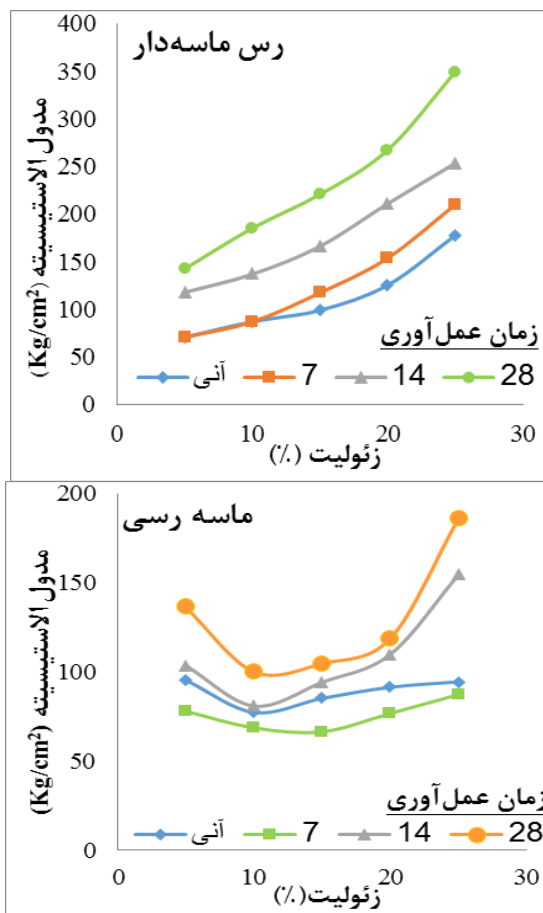 رس ماسه‌دار
مدول الاستیسیته (Kg/cm²)
400
350
300
250
200
150
100
50
0
زمان عمل‌آوری
آنی 7 14 28
0 10 20 30
زئولیت (٪)
ماسه رسی
مدول الاستیسیته (Kg/cm²)
200
150
100
50
0
زمان عمل‌آوری
آنی 7 14 28
0 10 20 30
زئولیت(٪)